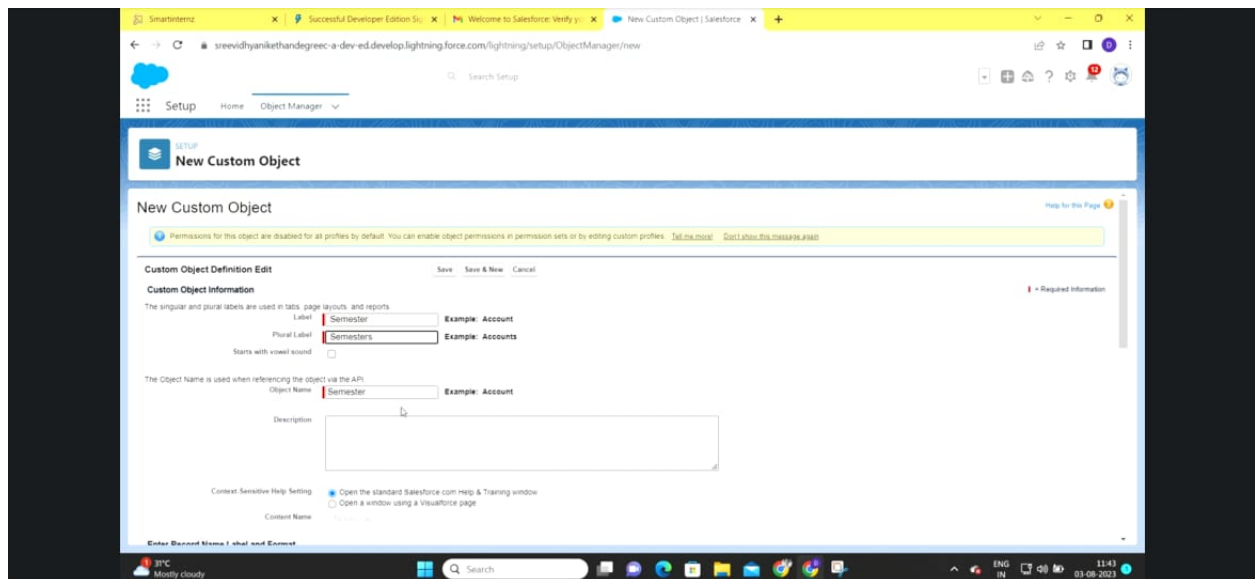 Smartinternz
Successful Developer Edition Sig
Welcome to Salesforce: Verify yo
New Custom Object | Salesforce
sreevidhyanikethandegreec-a-dev-ed.develop.lightning.force.com/lightning/setup/ObjectManager/new
D
Search Setup
12
Setup
Home
Object Manager
SETUP
New Custom Object
New Custom Object
Help for this Page
Permissions for this object are disabled for all profiles by default. You can enable object permissions in permission sets or by editing custom profiles. Tell me more! Don't show this message again
Custom Object Definition Edit
Save Save & New Cancel
Custom Object Information
= Required Information
The singular and plural labels are used in tabs, page layouts, and reports.
Label Semester Example: Account
Plural Label Semesters Example: Accounts
Starts with vowel sound
The Object Name is used when referencing the object via the API.
Object Name Semester Example: Account
Description
Context-Sensitive Help Setting Open the standard Salesforce.com Help & Training window
Open a window using a Visualforce page
Content Name
Enter Record Name Label and Format
1 31°C
Mostly cloudy
Search
ENG
IN
11:43
03-08-2023